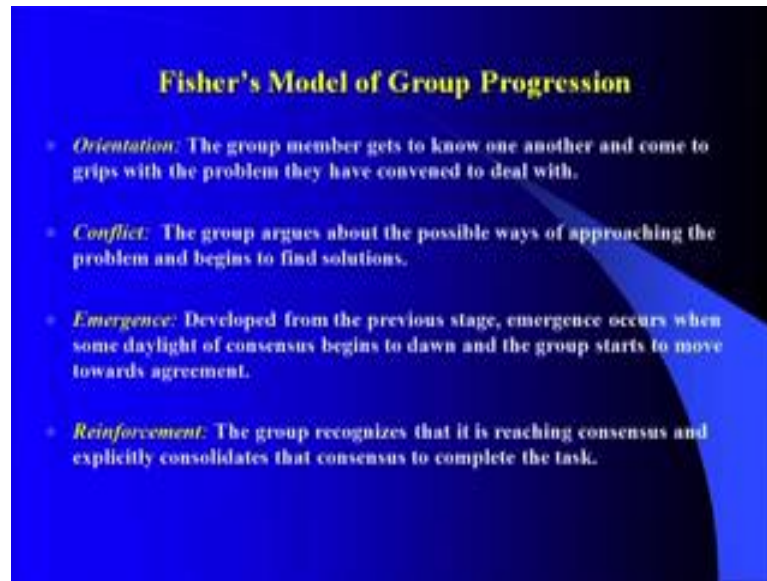 Fisher's Model of Group Progression
Orientation: The group member gets to know one another and come to
grips with the problem they have convened to deal with.
Conflict: The group argues about the possible ways of approaching the
problem and begins to find solutions.
Emergence: Developed from the previous stage, emergence occurs when
some daylight of consensus begins to dawn and the group starts to move
towards agreement.
Reinforcement: The group recognizes that it is reaching consensus and
explicitly consolidates that consensus to complete the task.